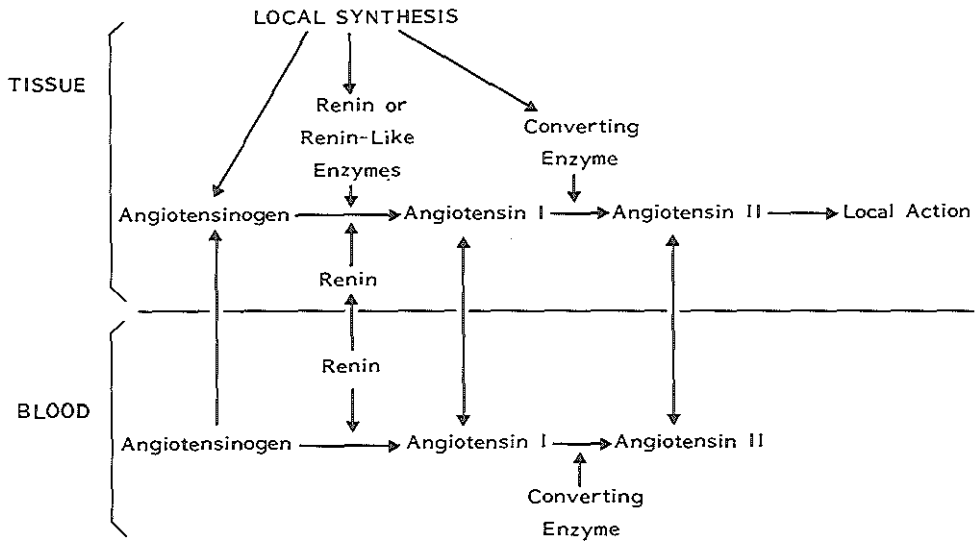 LOCAL SYNTHESIS
TISSUE
Renin or
Renin-Like
Enzymes
Converting
Enzyme
Angiotensinogen
Angiotensin I
Angiotensin II
Local Action
Renin
Renin
BLOOD
Angiotensinogen
Angiotensin I
Angiotensin II
Converting
Enzyme